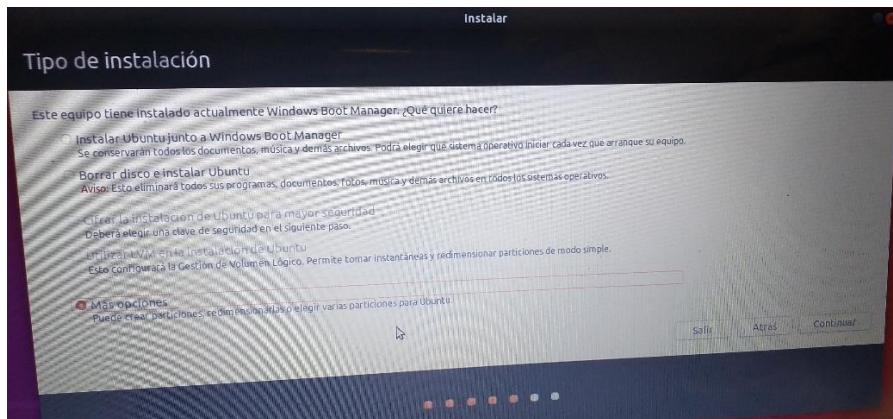 Instalar
Tipo de instalación
Este equipo tiene instalado actualmente Windows Boot Manager. ¿Qué quiere hacer?
Instalar Ubuntu junto a Windows Boot Manager
Se conservarán todos los documentos, música y demás archivos. Podrá elegir qué sistema operativo iniciar cada vez que arranque su equipo.
Borrar disco e instalar Ubuntu
Aviso: Esto eliminará todos sus programas, documentos, fotos, música y demás archivos en todos los sistemas operativos.
Cifrar la instalación de Ubuntu para mayor seguridad
Deberá elegir una clave de seguridad en el siguiente paso.
Utilizar LVM en la instalación de Ubuntu
Esto configurará la Gestión de Volumen Lógico. Permite tomar instantáneas y redimensionar particiones de modo simple.
Más opciones
Puede crear particiones, redimensionarlas o elegir varias particiones para Ubuntu.
Salir
Atrás
Continuar